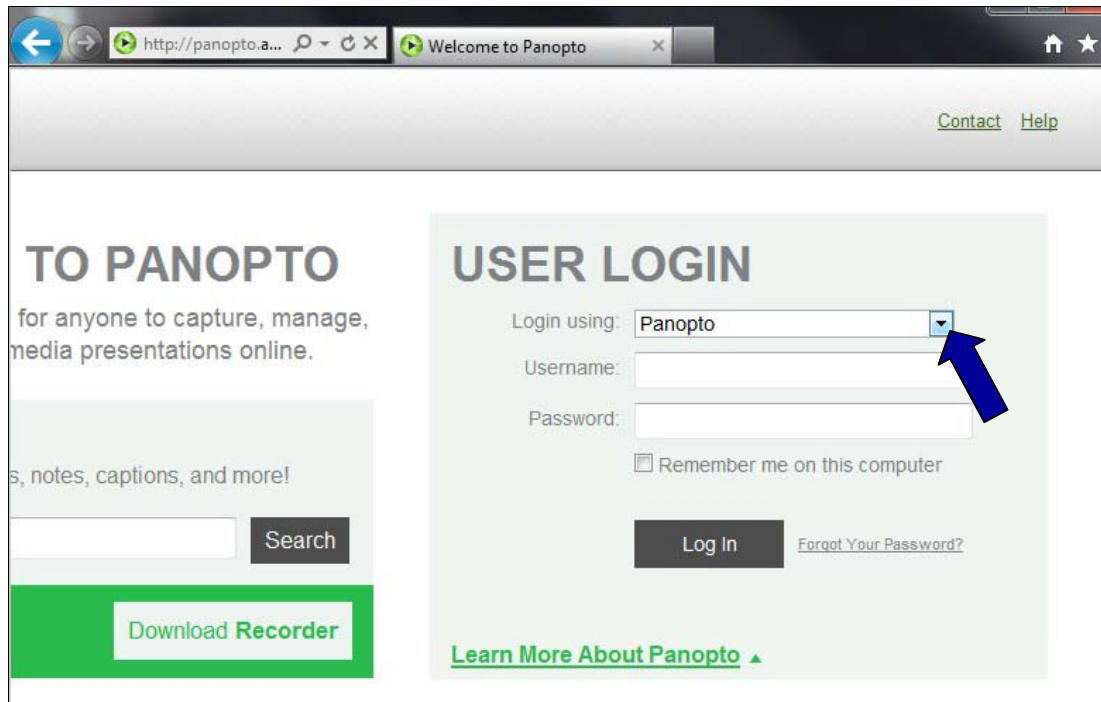 http://panopto.a...
Welcome to Panopto
Contact Help
TO PANOPTO
for anyone to capture, manage,
media presentations online.
s, notes, captions, and more!
Search
Download Recorder
USER LOGIN
Login using: Panopto
Username:
Password:
Remember me on this computer
Log In Forgot Your Password?
Learn More About Panopto